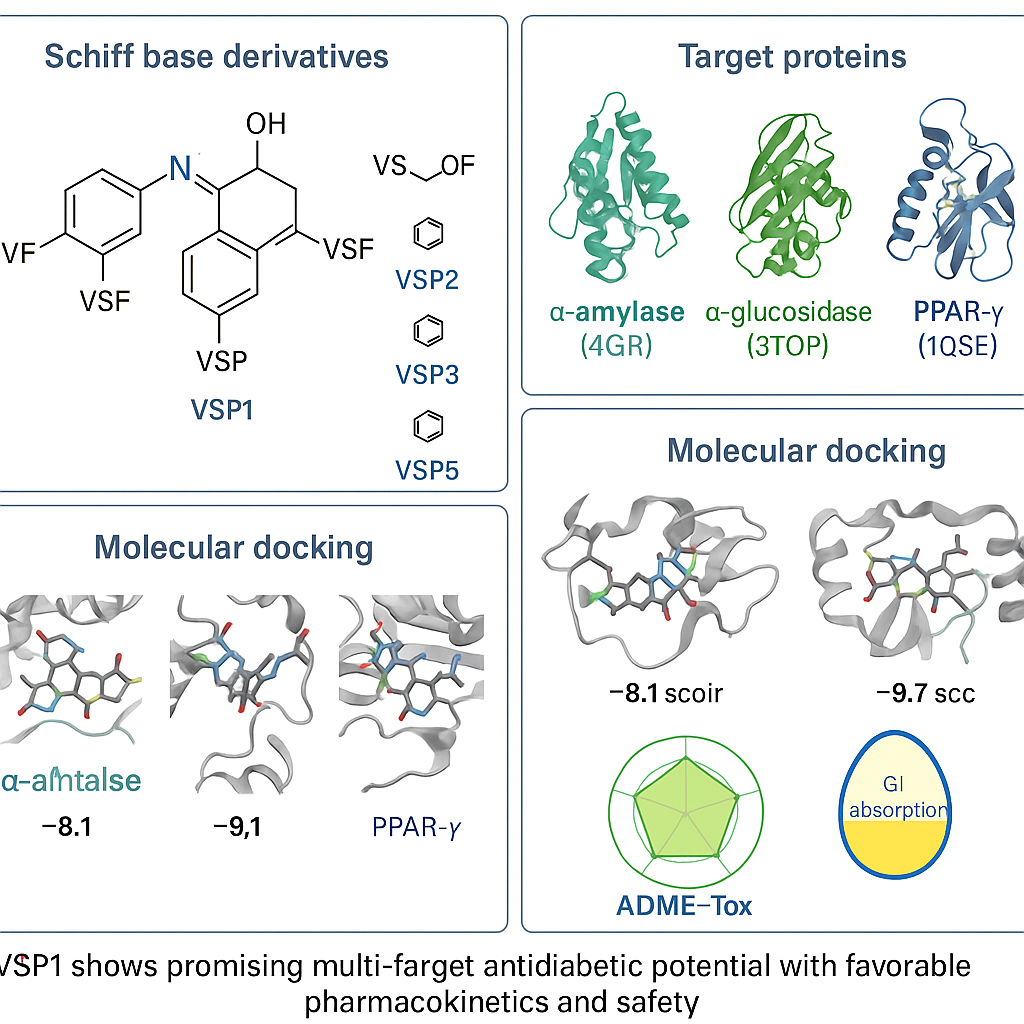 Schiff base derivatives
OH
N
VF
VSF
VSF
VSP
VSP1
VS OF
VSP2
VSP3
VSP5
Target proteins
α-amylase
(4GR)
α-glucosidase
(3TOP)
PPAR-γ
(1QSE)
Molecular docking
−8.1
−9,1
PPAR-γ
Molecular docking
−8.1 scoir
−9.7 scc
ADME–Tox
GI
absorption
VSP1 shows promising multi-farget antidiabetic potential with favorable
pharmacokinetics and safety